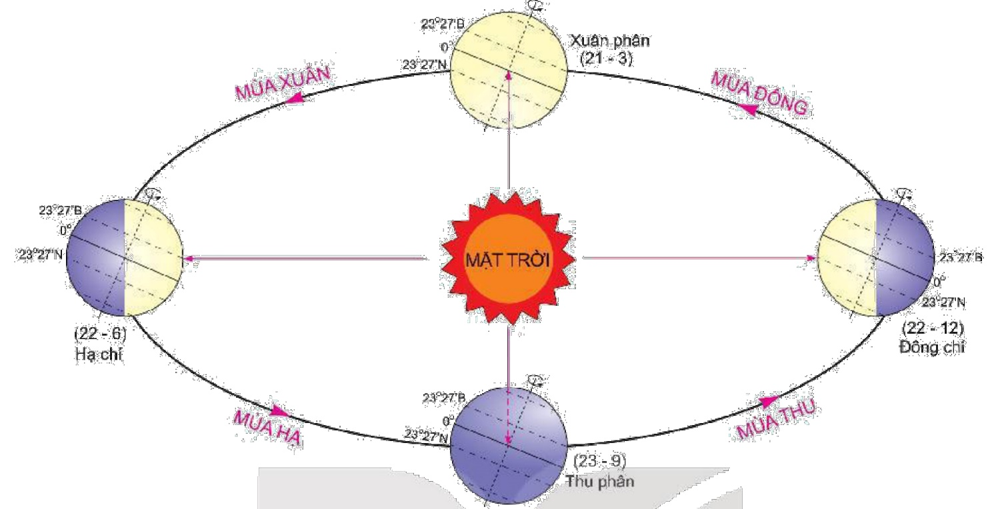 23°27'B
0°
23°27'N
Xuân phân
(21 - 3)
MÙA XUÂN
MÙA ĐÔNG
23°27'B
0°
23°27'N
(22 - 6)
Hạ chí
MẶT TRỜI
23°27'B
0°
23°27'N
(22 - 12)
Đông chí
MÙA HẠ
MÙA THU
23°27'B
0°
23°27'N
(23 - 9)
Thu phân